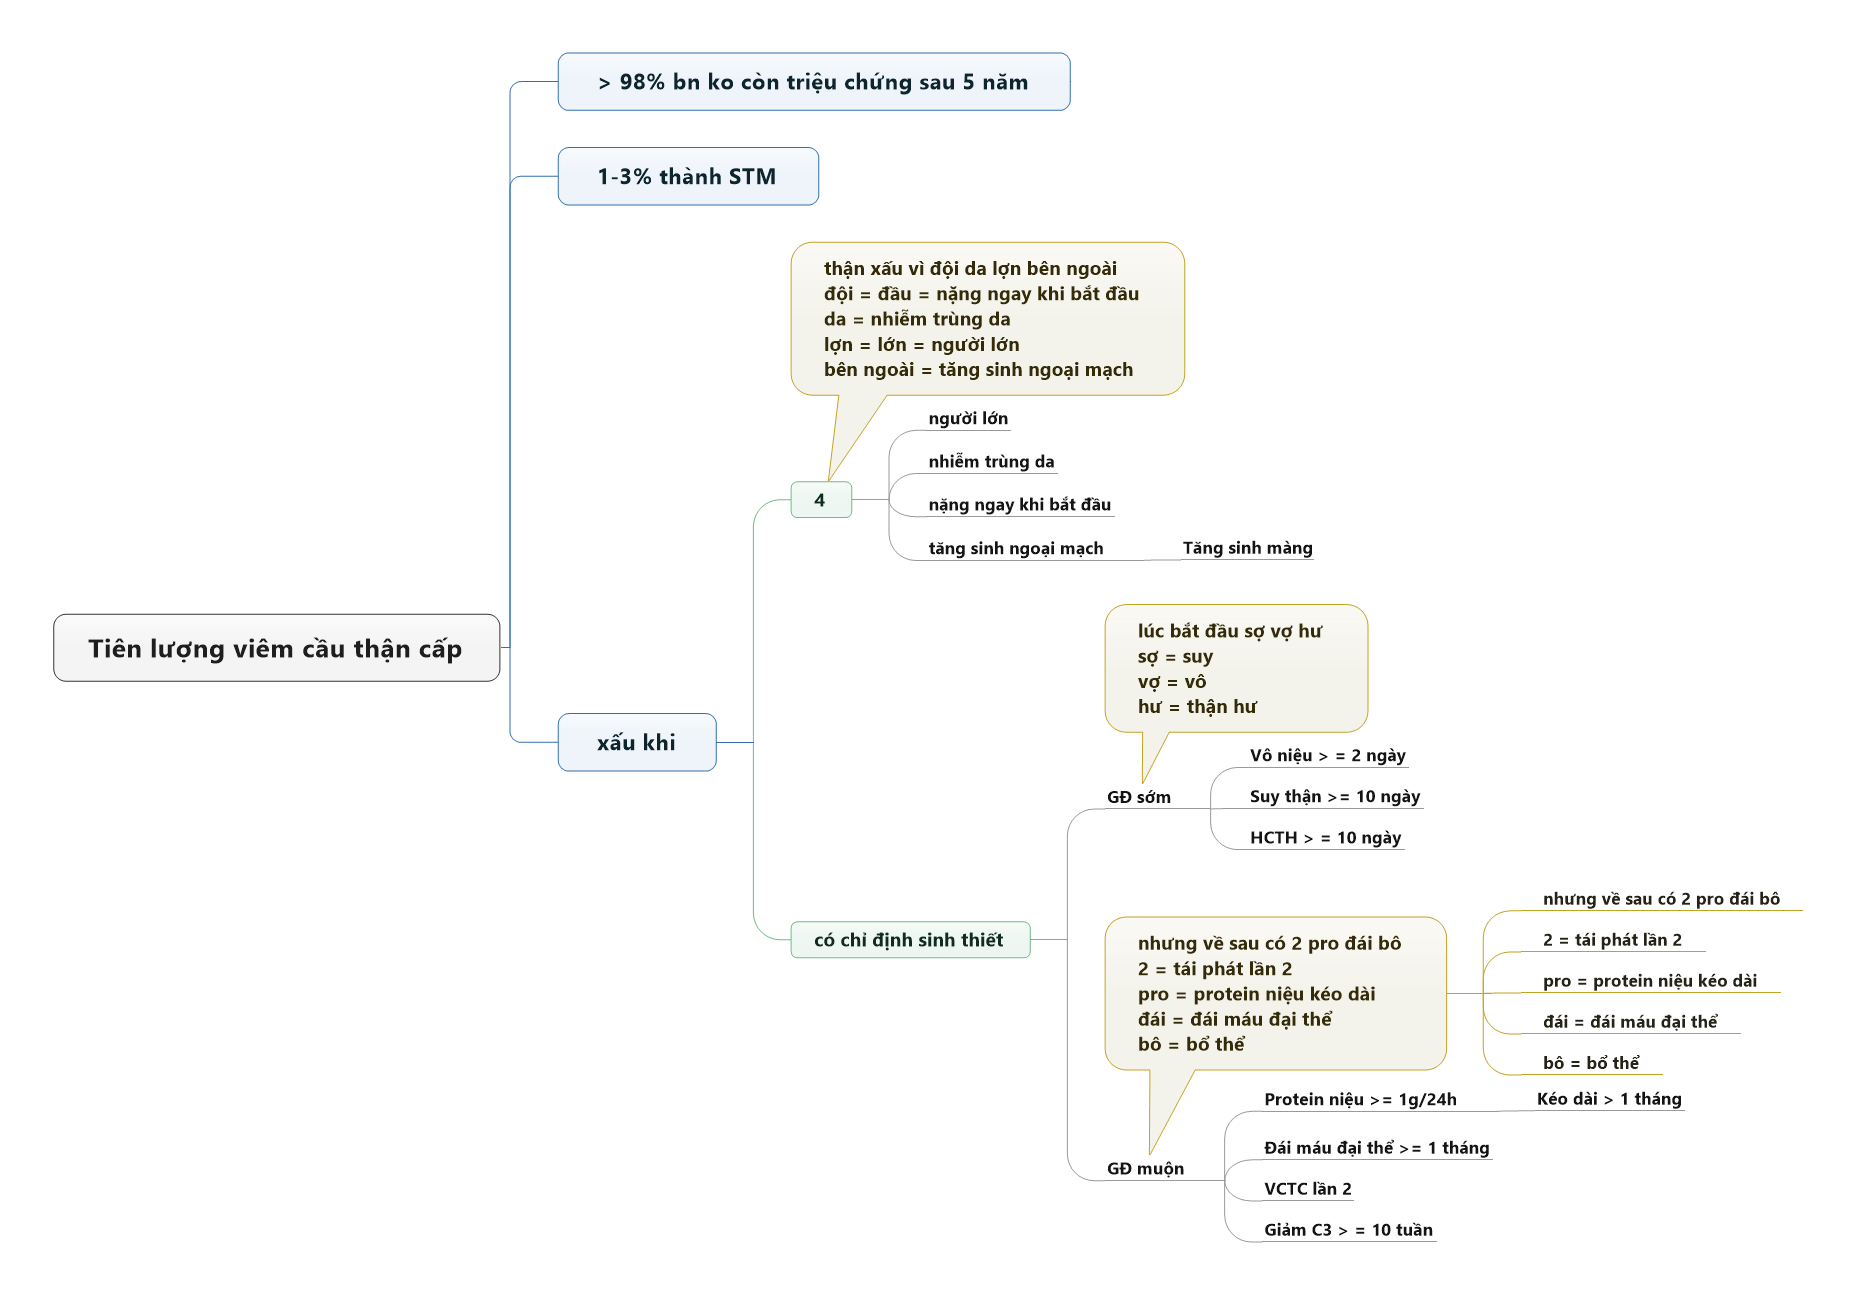 > 98% bn ko còn triệu chứng sau 5 năm
1-3% thành STM
thận xấu vì đội da lợn bên ngoài
đội = đầu = nặng ngay khi bắt đầu
da = nhiễm trùng da
lợn = lớn = người lớn
bên ngoài = tăng sinh ngoại mạch
người lớn
nhiễm trùng da
4
nặng ngay khi bắt đầu
tăng sinh ngoại mạch
Tăng sinh màng
Tiên lượng viêm cầu thận cấp
xấu khi
lúc bắt đầu sợ vợ hư
sợ = suy
vợ = vô
hư = thận hư
GĐ sớm
Vô niệu > = 2 ngày
Suy thận >= 10 ngày
HCTH > = 10 ngày
có chỉ định sinh thiết
nhưng về sau có 2 pro đái bô
2 = tái phát lần 2
pro = protein niệu kéo dài
đái = đái máu đại thể
bô = bổ thể
nhưng về sau có 2 pro đái bô
2 = tái phát lần 2
pro = protein niệu kéo dài
đái = đái máu đại thể
bô = bổ thể
GĐ muộn
Protein niệu >= 1g/24h
Kéo dài > 1 tháng
Đái máu đại thể >= 1 tháng
VCTC lần 2
Giảm C3 > = 10 tuần